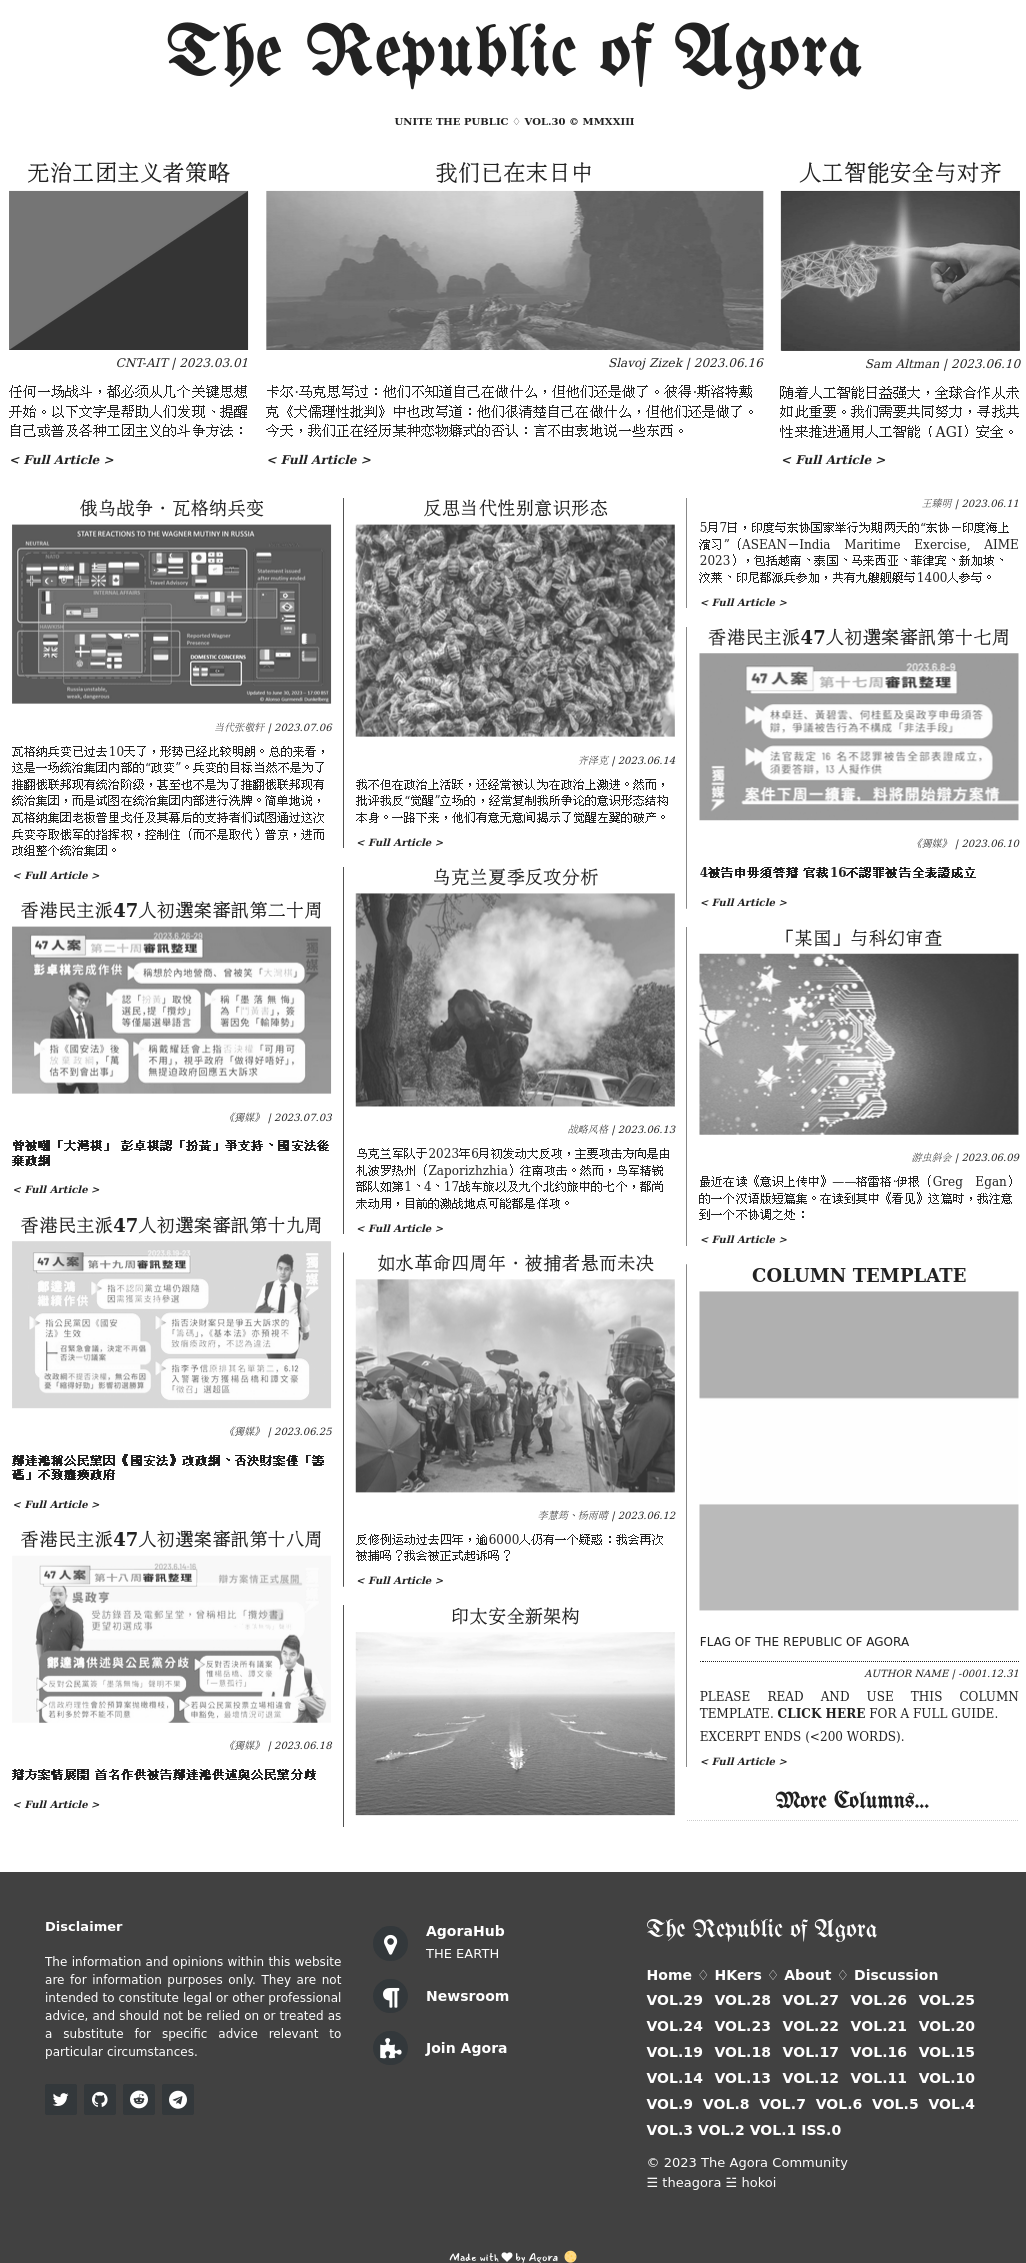 The Republic of Agora
UNITE THE PUBLIC ♢ VOL.30 © MMXXIII
无治工团主义者策略
CNT-AIT | 2023.03.01
任何一场战斗，都必须从几个关键思想
开始。以下文字是帮助人们发现、提醒
自己或普及各种工团主义的斗争方法：
< Full Article >
我们已在末日中
Slavoj Zizek | 2023.06.16
卡尔·马克思写过：他们不知道自己在做什么，但他们还是做了。彼得·斯洛特戴
克《犬儒理性批判》中也改写道：他们很清楚自己在做什么，但他们还是做了。
今天，我们正在经历某种恋物癖式的否认：言不由衷地说一些东西。
< Full Article >
人工智能安全与对齐
Sam Altman | 2023.06.10
随着人工智能日益强大，全球合作从未
如此重要。我们需要共同努力，寻找共
性来推进通用人工智能（AGI）安全。
< Full Article >
俄乌战争·瓦格纳兵变
STATE REACTIONS TO THE WAGNER MUTINY IN RUSSIA
NEUTRAL
NATO
Travel Advisory
Statement issued
after mutiny ended
INTERNAL AFFAIRS
HAWKISH
Reported Wagner
Presence
DOMESTIC CONCERNS
Russia unstable,
weak, dangerous
当代张敬轩 | 2023.07.06
瓦格纳兵变已过去10天了，形势已经比较明朗。总的来看，
这是一场统治集团内部的“政变”。兵变的目标当然不是为了
推翻俄联邦现有统治阶级，甚至也不是为了推翻俄联邦现有
统治集团，而是试图在统治集团内部进行洗牌。简单地说，
瓦格纳集团老板普里戈任及其幕后的支持者们试图通过这次
兵变夺取俄军的指挥权，控制住（而不是取代）普京，进而
改组整个统治集团。
< Full Article >
香港民主派47人初選案審訊第二十周
2023.6.26-29
47 人案 第二十周審訊整理
彭卓棋完成作供
稱想於內地營商、曾被笑「大灣棋」
認「扮黃」取悅
選民,提「攬炒」
等僅屬選舉語言
稱「墨落無悔」
為「鬥黃書」，簽
署因免「輸陣勢」
指《國安法》後
放棄政綱，「萬
估不到會出事」
稱戴耀廷會上指否決權「可用可
不用」，視乎政府「做得好唔好」，
無提迫政府回應五大訴求
《獨媒》 | 2023.07.03
曾被嘲「大灣棋」 彭卓棋認「扮黃」爭支持、國安法後
棄政綱
< Full Article >
香港民主派47人初選案審訊第十九周
47人案 第十九周審訊整理
鄭達鴻
繼續作供
指不認同黨立場仍跟隨
因需獲黨支持參選
指公民黨因《國安
法》生效
召緊急會議，決定不再倡
否決一切議案
改政綱不提否決權，無公布因
憂「縮得好勁」影響初選勝算
指否決財案只是爭五大訴求的
「籌碼」，《基本法》亦預視不
致癱瘓政府，不認為違法
指李予信原排其名單第二，6.12
入警署後方獲楊岳橋和譚文豪
「徵召」選超區
《獨媒》 | 2023.06.25
鄭達鴻稱公民黨因《國安法》改政綱、否決財案僅「籌
碼」不致癱瘓政府
< Full Article >
香港民主派47人初選案審訊第十八周
2023.6.14-16
47 人案 第十八周審訊整理 辯方案情正式展開
吳政亨
受訪錄音及電郵呈堂，曾稱相比「攬炒書」
更望初選成事
鄭達鴻供述與公民黨分歧
反對公民黨簽「墨落無悔」聲明不果
反對否決所有議案
惟楊岳橋、譚文豪
「一意孤行」
信政府理性會於預算案拋橄欖枝，
若利多於弊不能不同意
若與公民黨投票立場相違會
申豁免，最壞情況可退黨
《獨媒》 | 2023.06.18
辯方案情展開 首名作供被告鄭達鴻供述與公民黨分歧
< Full Article >
反思当代性别意识形态
齐泽克 | 2023.06.14
我不但在政治上活跃，还经常被认为在政治上激进。然而，
批评我反“觉醒”立场的，经常复制我所争论的意识形态结构
本身。一路下来，他们有意无意间揭示了觉醒左翼的破产。
< Full Article >
乌克兰夏季反攻分析
战略风格 | 2023.06.13
乌克兰军队于2023年6月初发动大反攻，主要攻击方向是由
札波罗热州（Zaporizhzhia）往南攻击。然而，乌军精锐
部队如第1、4、17战车旅以及九个北约旅中的七个，都尚
未动用，目前的激战地点可能都是佯攻。
< Full Article >
如水革命四周年·被捕者悬而未决
李慧筠、杨雨晴 | 2023.06.12
反修例运动过去四年，逾6000人仍有一个疑惑：我会再次
被捕吗？我会被正式起诉吗？
< Full Article >
印太安全新架构
王臻明 | 2023.06.11
5月7日，印度与东协国家举行为期两天的“东协－印度海上
演习”（ASEAN－India Maritime Exercise, AIME
2023），包括越南、泰国、马来西亚、菲律宾、新加坡、
汶莱、印尼都派兵参加，共有九艘舰艇与1400人参与。
< Full Article >
香港民主派47人初選案審訊第十七周
2023.6.8-9
47 人案 第十七周審訊整理
林卓廷、黃碧雲、何桂藍及吳政亨申毋須答
辯，爭議被告行為不構成「非法手段」
法官裁定 16 名不認罪被告全部表證成立，
須要答辯，13 人擬作供
獨媒
案件下周一續審，料將開始辯方案情
《獨媒》 | 2023.06.10
4被告申毋須答辯 官裁16不認罪被告全表證成立
< Full Article >
「某国」与科幻审查
游虫斜会 | 2023.06.09
最近在读《意识上传中》——格雷格·伊根（Greg Egan）
的一个汉语版短篇集。在读到其中《看见》这篇时，我注意
到一个不协调之处：
< Full Article >
COLUMN TEMPLATE
FLAG OF THE REPUBLIC OF AGORA
AUTHOR NAME | -0001.12.31
PLEASE READ AND USE THIS COLUMN
TEMPLATE. CLICK HERE FOR A FULL GUIDE.
EXCERPT ENDS (<200 WORDS).
< Full Article >
More Columns...
Disclaimer
The information and opinions within this website
are for information purposes only. They are not
intended to constitute legal or other professional
advice, and should not be relied on or treated as
a substitute for specific advice relevant to
particular circumstances.
AgoraHub
THE EARTH
Newsroom
Join Agora
The Republic of Agora
Home ♢ HKers ♢ About ♢ Discussion
VOL.29 VOL.28 VOL.27 VOL.26 VOL.25
VOL.24 VOL.23 VOL.22 VOL.21 VOL.20
VOL.19 VOL.18 VOL.17 VOL.16 VOL.15
VOL.14 VOL.13 VOL.12 VOL.11 VOL.10
VOL.9 VOL.8 VOL.7 VOL.6 VOL.5 VOL.4
VOL.3 VOL.2 VOL.1 ISS.0
© 2023 The Agora Community
☰ theagora ☱ hokoi
Made with ♥ by Agora